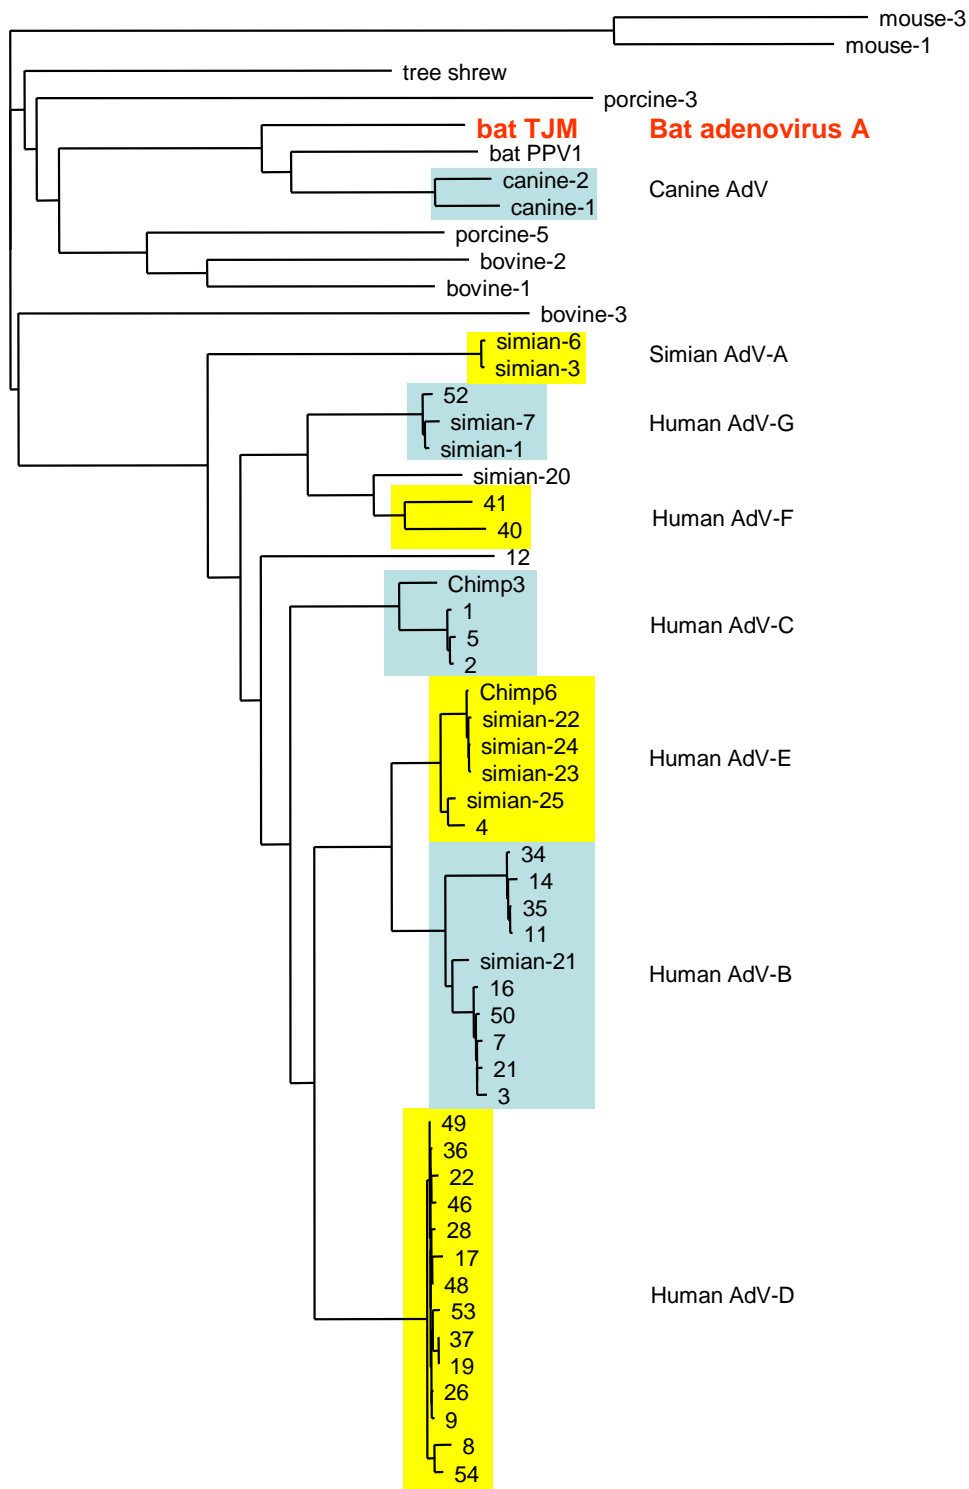 mouse-3
mouse-1
tree shrew
porcine-3
bat TJM Bat adenovirus A
bat PPV1
canine-2
Canine AdV
canine-1
porcine-5
bovine-2
bovine-1
bovine-3
simian-6
Simian AdV-A
simian-3
52
simian-7 Human AdV-G
simian-1
simian-20
41
Human AdV-F
40
12
Chimp3
1
Human AdV-C
5
2
Chimp6
simian-22
simian-24
Human AdV-E
simian-23
simian-25
4
34
14
35
11
simian-21
Human AdV-B
16
50
7
21
3
49
36
22
46
28
17
48
Human AdV-D
53
37
19
26
9
8
54